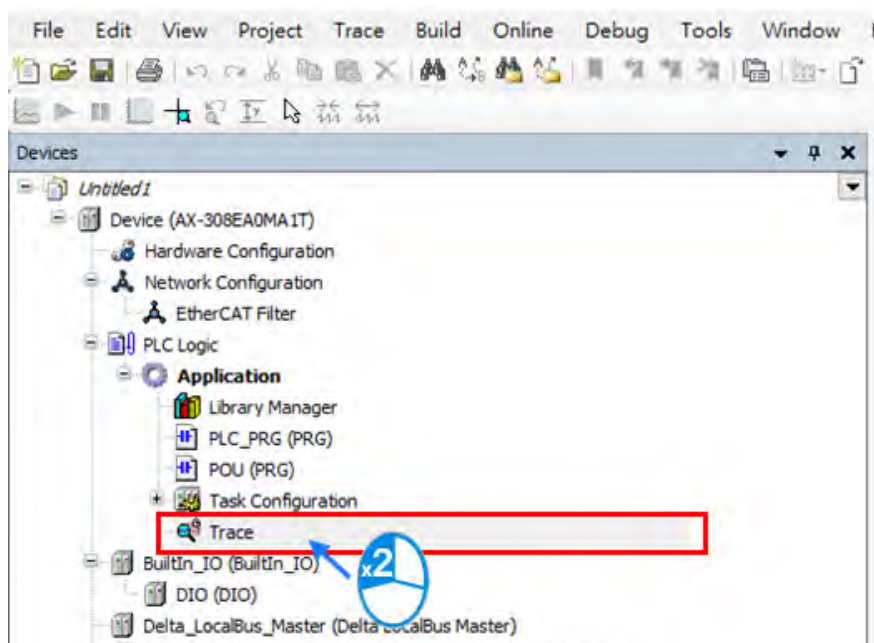 File Edit View Project Trace Build Online Debug Tools Window
Devices
Untitled1
Device (AX-308EA0MA1T)
Hardware Configuration
Network Configuration
EtherCAT Filter
PLC Logic
Application
Library Manager
PLC_PRG (PRG)
POU (PRG)
Task Configuration
Trace
BuiltIn_IO (BuiltIn_IO)
x2
DIO (DIO)
Delta_LocalBus_Master (Delta LocalBus Master)